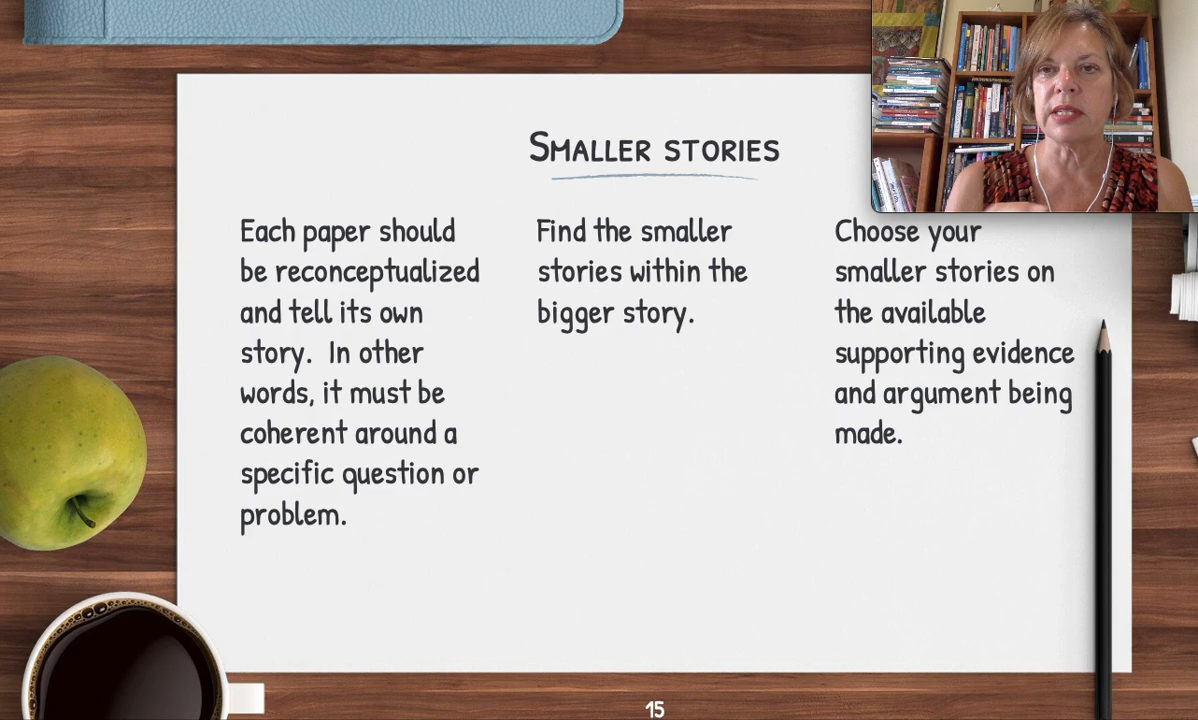 Smaller stories
Each paper should
be reconceptualized
and tell its own
story.  In other
words, it must be
coherent around a
specific question or
problem.
Find the smaller
stories within the
bigger story.
Choose your
smaller stories on
the available
supporting evidence
and argument being
made.
15